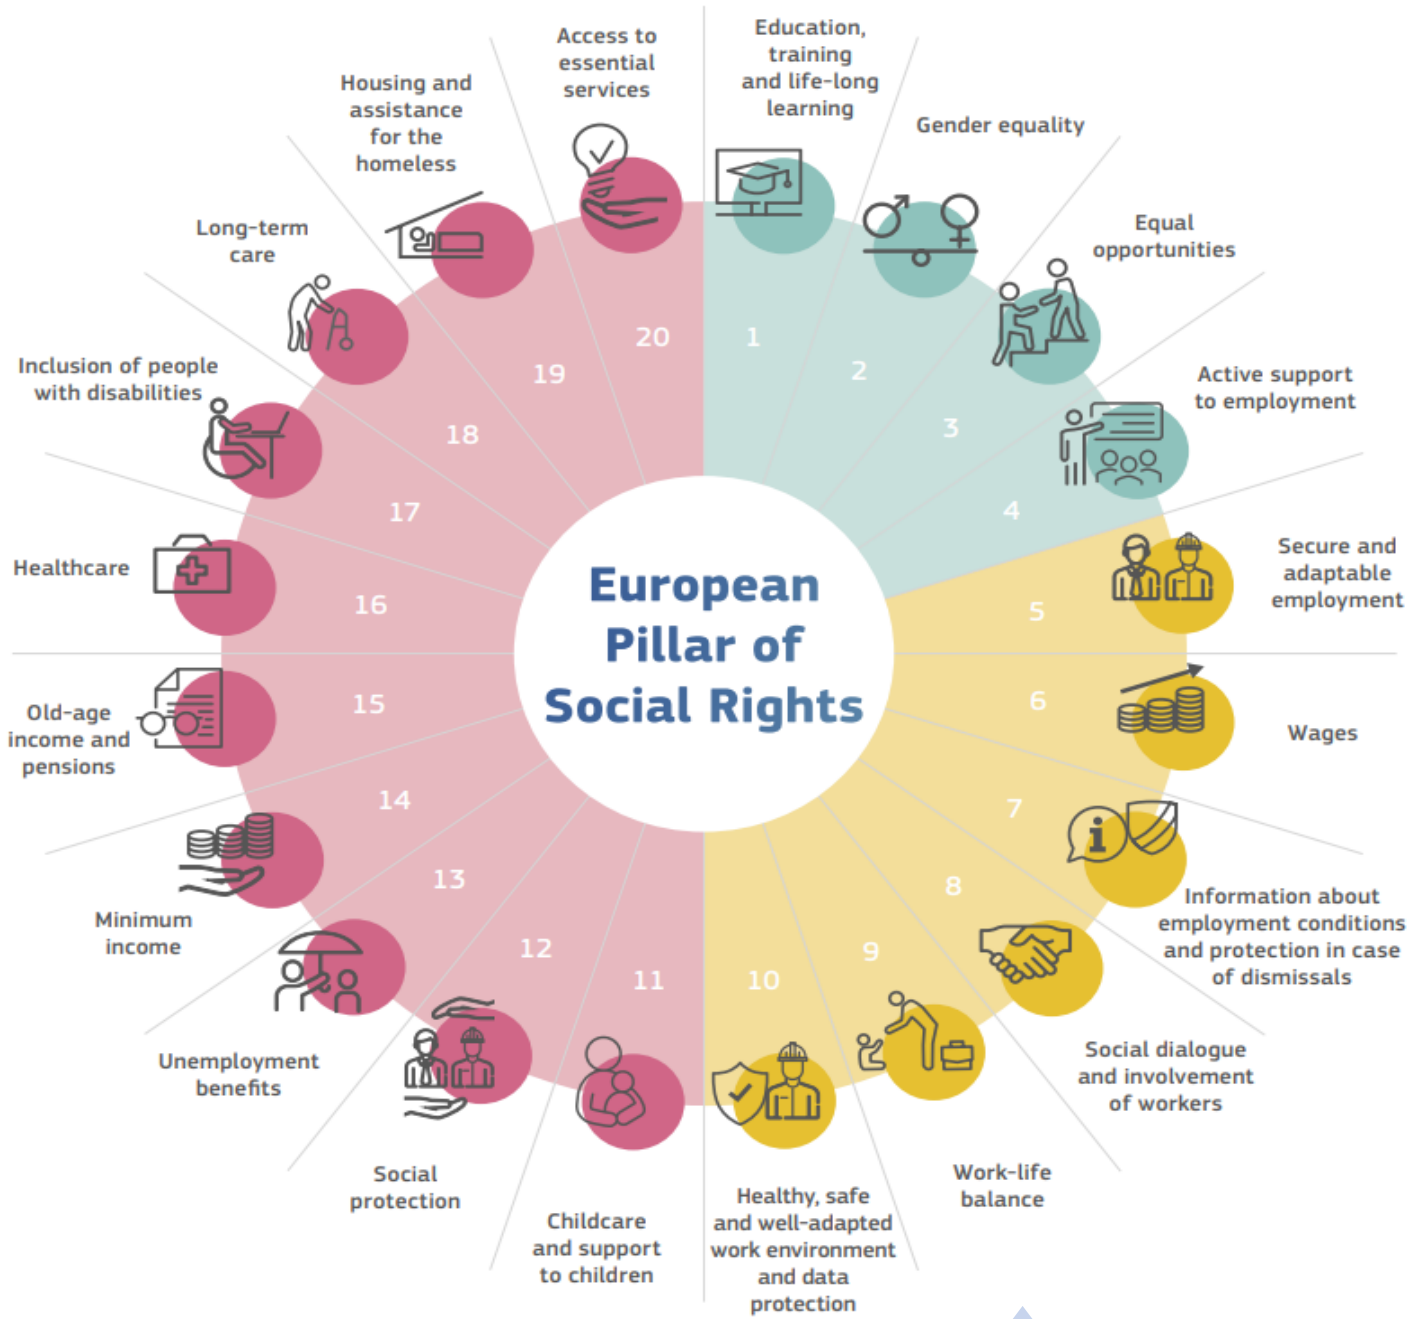 European
Pillar of
Social Rights
Education,
training
and life-long
learning
1
Gender equality
2
Equal
opportunities
3
Active support
to employment
4
Secure and
adaptable
employment
5
Wages
6
Information about
employment conditions
and protection in case
of dismissals
7
Social dialogue
and involvement
of workers
8
Work-life
balance
9
Healthy, safe
and well-adapted
work environment
and data
protection
10
Childcare
and support
to children
11
Social
protection
12
Unemployment
benefits
13
Minimum
income
14
Old-age
income and
pensions
15
Healthcare
16
Inclusion of people
with disabilities
17
Long-term
care
18
Housing and
assistance
for the
homeless
19
Access to
essential
services
20
i